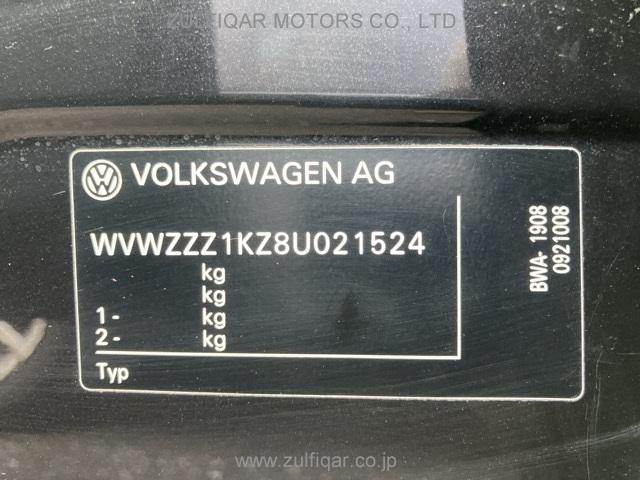 ZULFIQAR MOTORS CO., LTD
VOLKSWAGEN AG
WVWZZZ1KZ8U021524
kg
kg
1- kg
2- kg
Typ
BWA- 1908
0921008
www.zulfiqar.co.jp